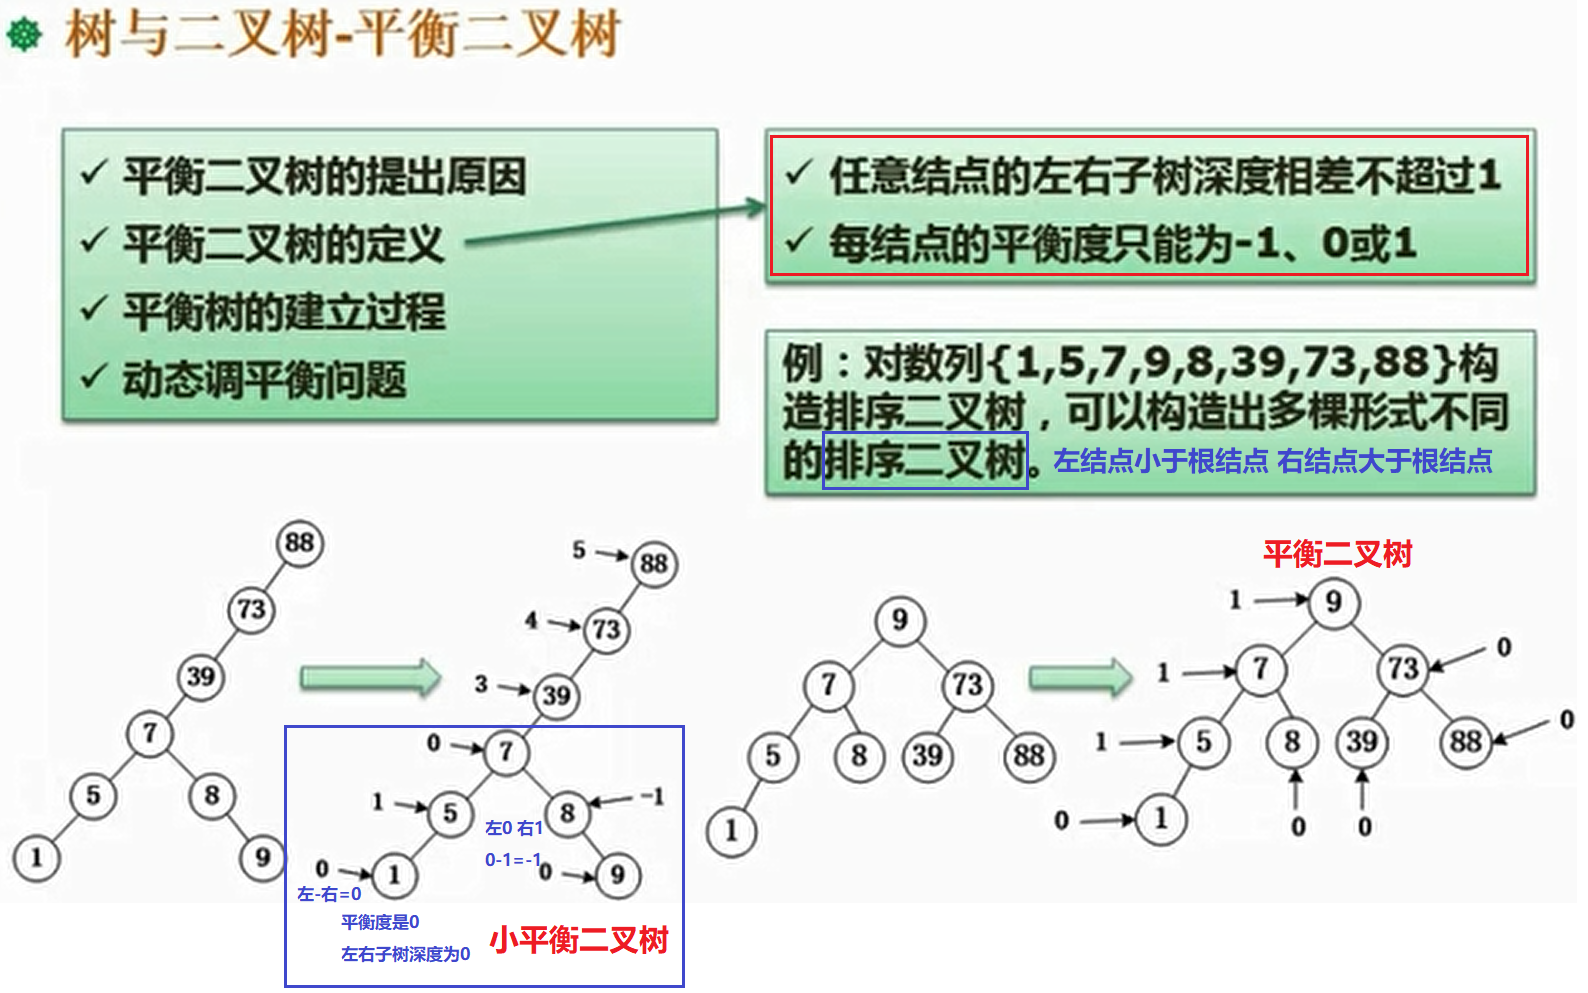 树与二叉树-平衡二叉树
✓ 平衡二叉树的提出原因
✓ 平衡二叉树的定义
✓ 平衡树的建立过程
✓ 动态调平衡问题
✓ 任意结点的左右子树深度相差不超过1
✓ 每结点的平衡度只能为-1、0或1
例：对数列{1,5,7,9,8,39,73,88}构
造排序二叉树，可以构造出多棵形式不同
的排序二叉树。左结点小于根结点 右结点大于根结点
88
73
39
7
5 8
1 9
5 88
4 73
3 39
0 7
1 5 8 -1
左0 右1
0-1=-1
0 1 0 9
左-右=0
平衡度是0
左右子树深度为0
小平衡二叉树
9
7 73
5 8 39 88
1
平衡二叉树
1 9
1 7 73 0
1 5 8 39 88 0
0 1 0 0